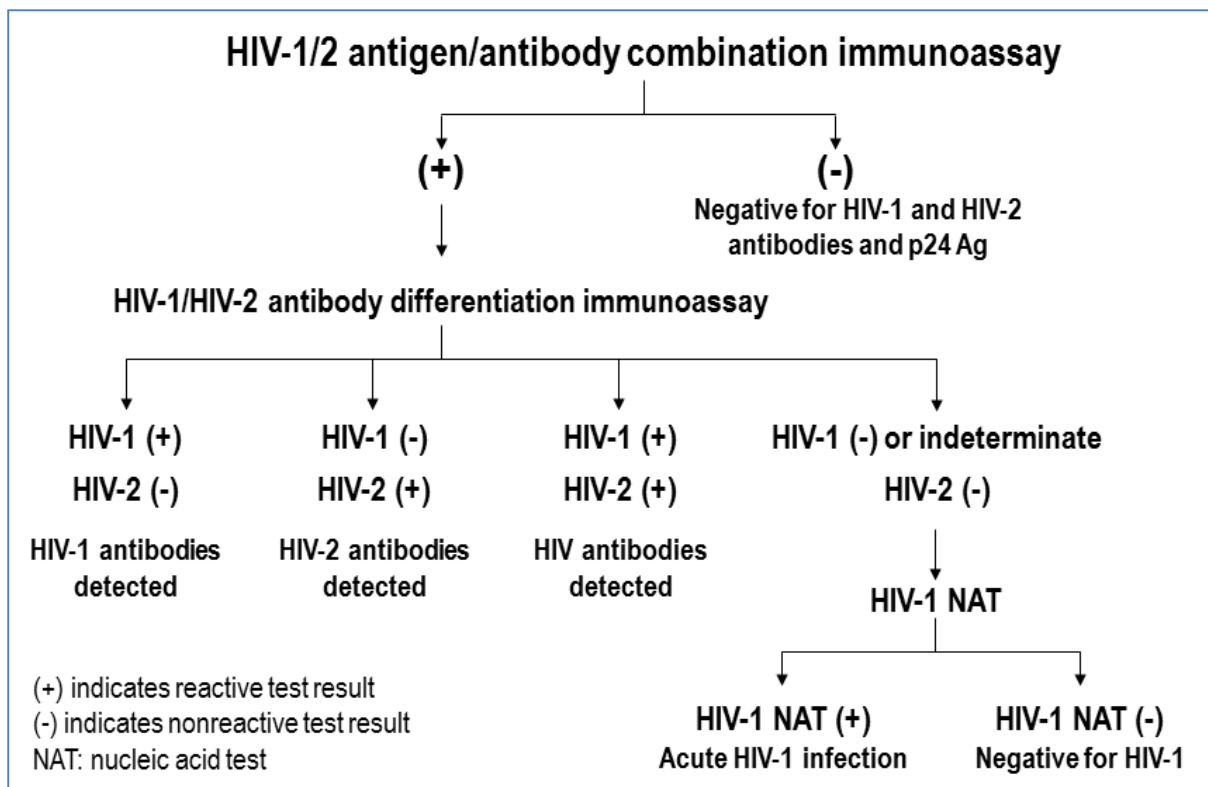 HIV-1/2 antigen/antibody combination immunoassay
(+)
(-)
Negative for HIV-1 and HIV-2
antibodies and p24 Ag
HIV-1/HIV-2 antibody differentiation immunoassay
HIV-1 (+)
HIV-2 (-)
HIV-1 antibodies
detected
HIV-1 (-)
HIV-2 (+)
HIV-2 antibodies
detected
HIV-1 (+)
HIV-2 (+)
HIV antibodies
detected
HIV-1 (-) or indeterminate
HIV-2 (-)
HIV-1 NAT
HIV-1 NAT (+)
Acute HIV-1 infection
HIV-1 NAT (-)
Negative for HIV-1
(+) indicates reactive test result
(-) indicates nonreactive test result
NAT: nucleic acid test